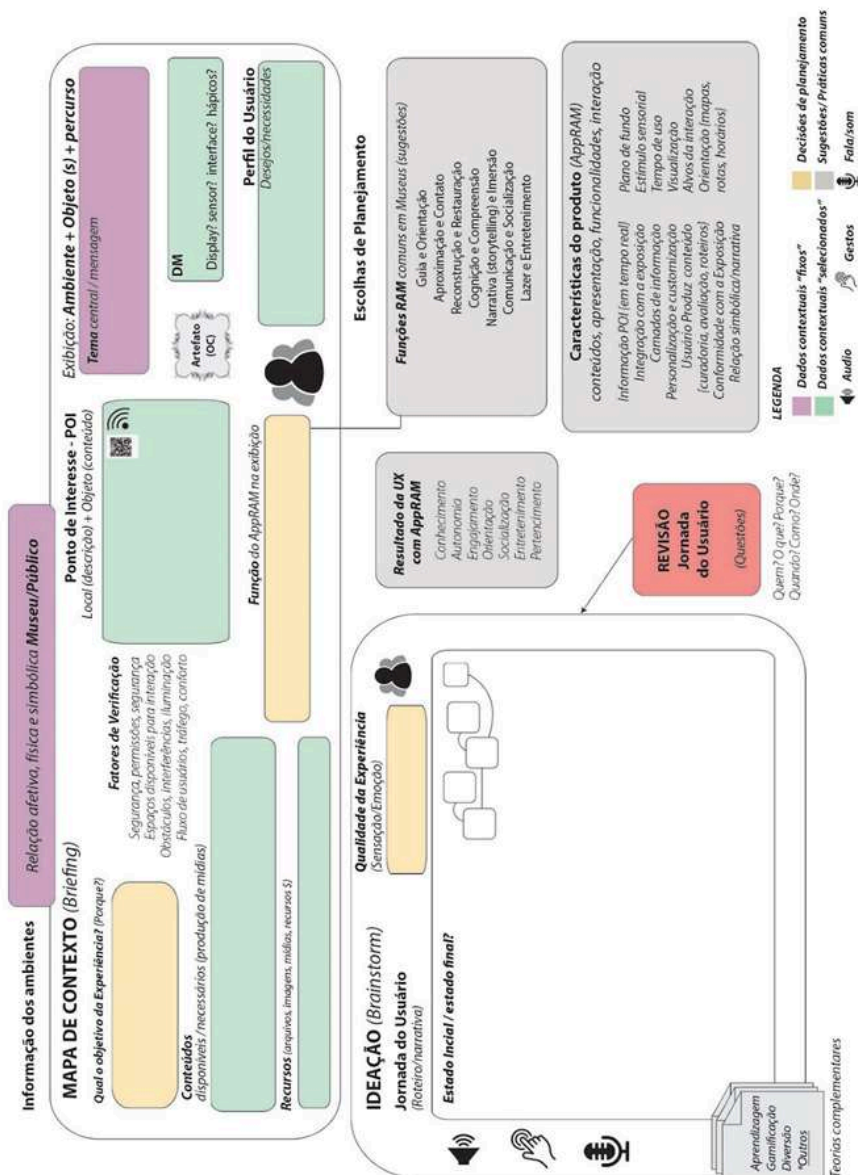 Informação dos ambientes
Relação afetiva, física e simbólica Museu/Público
MAPA DE CONTEXTO (Briefing)
Qual o objetivo da Experiência? (Porque?)
Fatores de Verificação
Segurança, permissões, segurança
Espaços disponíveis para interação
Obstáculos, interferências, iluminação
Fluxo de usuários, tráfego, conforto
Ponto de Interesse - POI
Local (descrição) + Objeto (conteúdo)
Exibição: Ambiente + Objeto (s) + percurso
Tema central / mensagem
Artefato
(OC)
DM
Display? sensor? interface? hápicos?
Conteúdos
disponíveis / necessários (produção de mídias)
Recursos (arquivos, imagens, mídias, recursos $)
Função do AppRAM na exibição
Perfil do Usuário
Desejos/necessidades
Escolhas de Planejamento
IDEAÇÃO (Brainstorm)
Jornada do Usuário
(Roteiro/narrativa)
Qualidade da Experiência
(Sensação/Emoção)
Estado Incial / estado final?
Aprendizagem
Gamificação
Diversão
*Outros
Teorias complementares
Resultado da UX
com AppRAM
Conhecimento
Autonomia
Engajamento
Orientação
Socialização
Entretenimento
Pertencimento
Funções RAM comuns em Museus (sugestões)
Guia e Orientação
Aproximação e Contato
Reconstrução e Restauração
Cognição e Compreensão
Narrativa (storytelling) e Imersão
Comunicação e Socialização
Lazer e Entretenimento
REVISÃO
Jornada
do Usuário
(Questões)
Quem? O que? Porque?
Quando? Como? Onde?
Características do produto (AppRAM)
conteúdos, apresentação, funcionalidades, interação
Informação POI (em tempo real)
Integração com a exposição
Camadas de informação
Personalização e customização
Usuário Produz conteúdo
(curadoria, avaliação, roteiros)
Conformidade com a Exposição
Relação simbólica/narrativa
Plano de fundo
Estímulo sensorial
Tempo de uso
Visualização
Alvos da interação
Orientação (mapas,
rotas, horários)
LEGENDA
Dados contextuais "fixos"
Dados contextuais "selecionados"
Decisões de planejamento
Sugestões/ Práticas comuns
Audio
Gestos
Fala/som